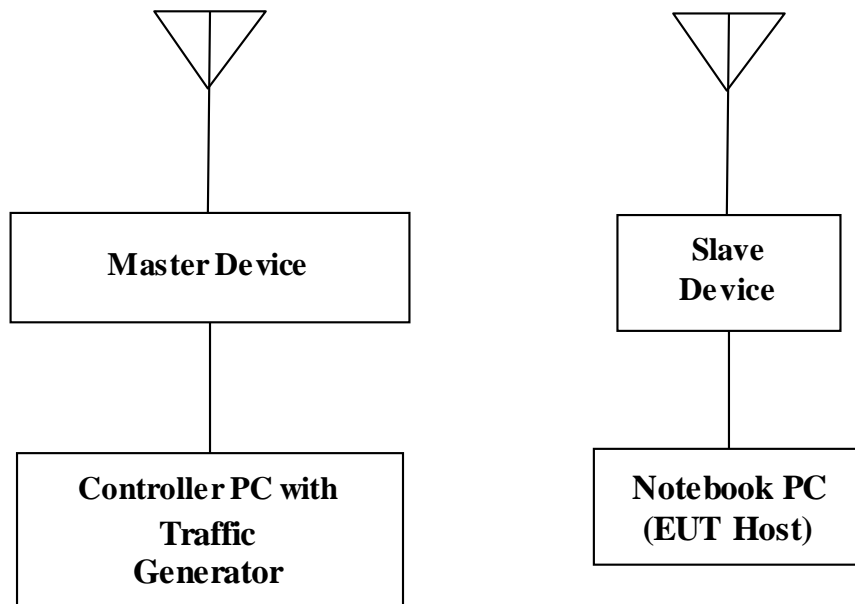 Master Device
Slave
Device
Controller PC with
Traffic
Generator
Notebook PC
(EUT Host)